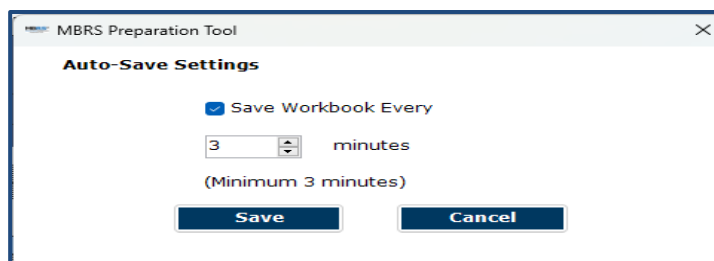 MBRS Preparation Tool
Auto-Save Settings
Save Workbook Every
3 minutes
(Minimum 3 minutes)
Save Cancel